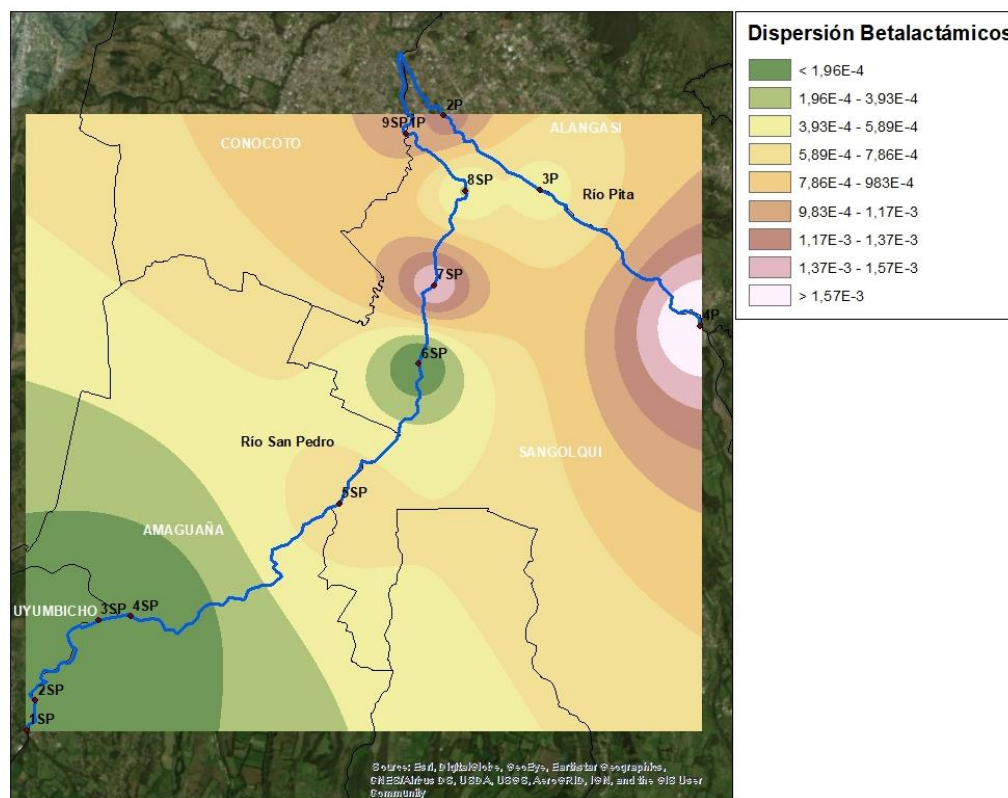 Dispersión Betalactámicos
< 1,96E-4
1,96E-4 - 3,93E-4
3,93E-4 - 5,89E-4
5,89E-4 - 7,86E-4
7,86E-4 - 983E-4
9,83E-4 - 1,17E-3
1,17E-3 - 1,37E-3
1,37E-3 - 1,57E-3
> 1,57E-3
2P
9SP1P
ALANGASI
CONOCOTO
8SP
3P
Río Pita
7SP
4P
6SP
Río San Pedro
SANGOLQUI
5SP
AMAGUAÑA
UYUMBICHO
3SP
4SP
2SP
1SP
Source: Esri, DigitalGlobe, GeoEye, Earthstar Geographics,
CNES/Airbus DS, USDA, USGS, AeroGRID, IGN, and the GIS User
Community